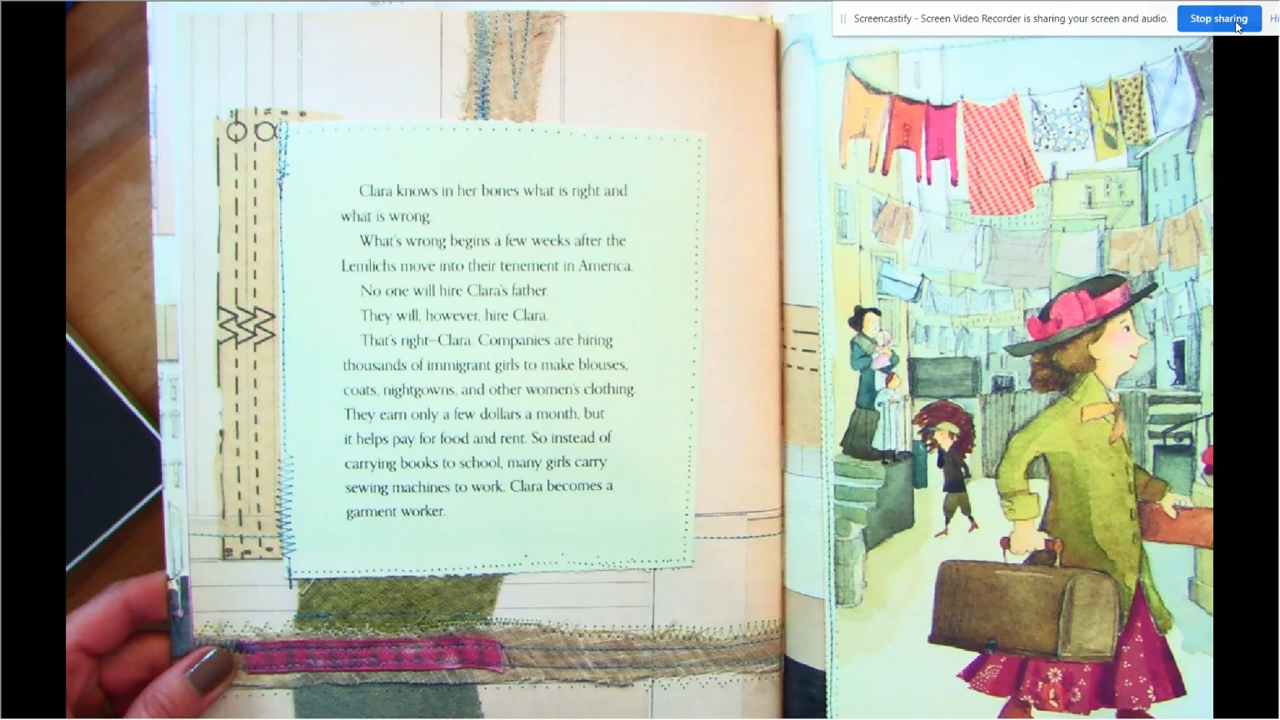 Screencastify - Screen Video Recorder is sharing your screen and audio.
Stop sharing
Hi
Clara knows in her bones what is right and
what is wrong.
What's wrong begins a few weeks after the
Lemlichs move into their tenement in America.
No one will hire Clara's father.
They will, however, hire Clara.
That's right–Clara. Companies are hiring
thousands of immigrant girls to make blouses,
coats, nightgowns, and other women's clothing.
They earn only a few dollars a month, but
it helps pay for food and rent. So instead of
carrying books to school, many girls carry
sewing machines to work. Clara becomes a
garment worker.